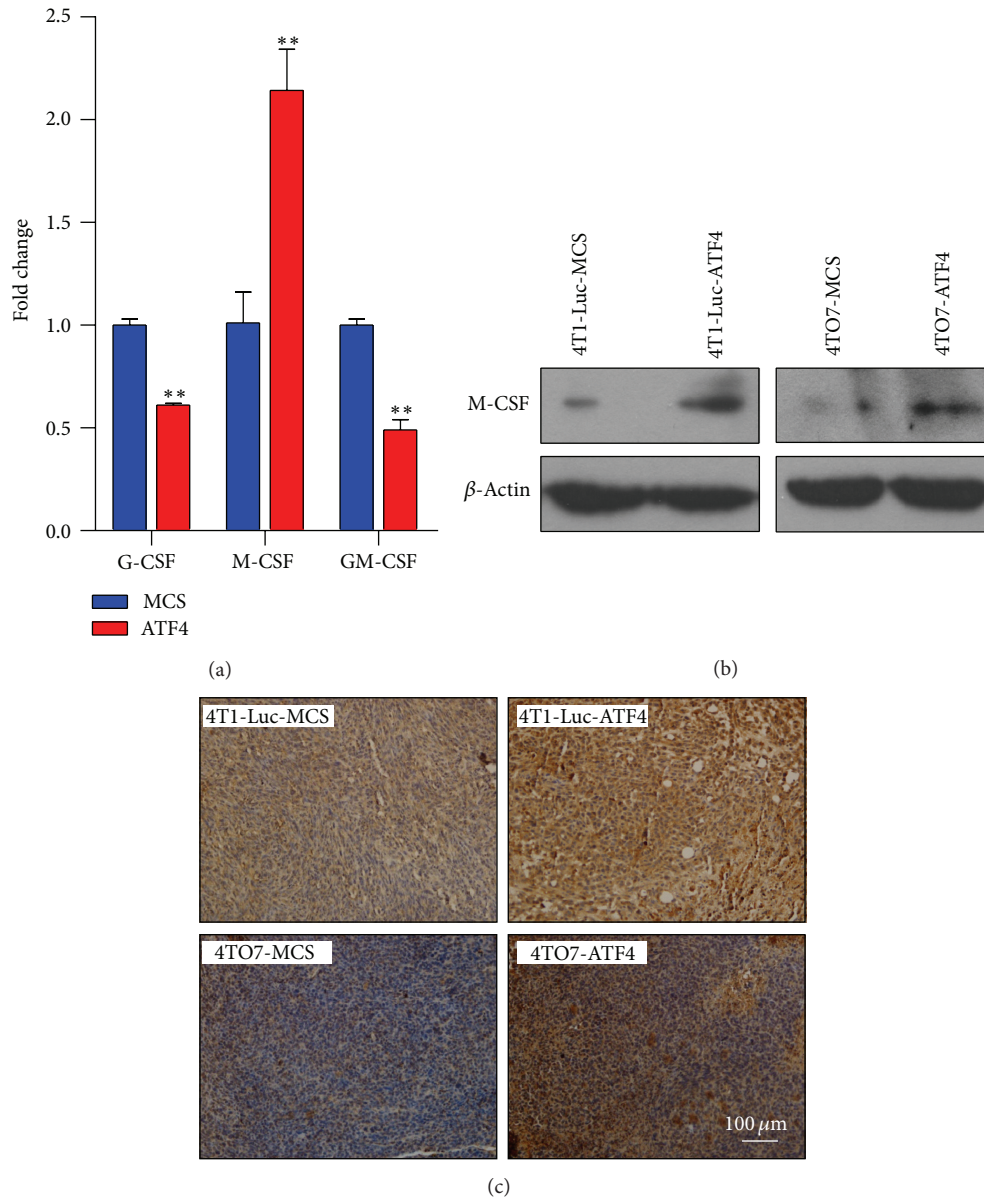 2.5
2.0
1.5
1.0
0.5
0.0
Fold change
**
**
**
G-CSF M-CSF GM-CSF
MCS
ATF4
(a)
4T1-Luc-MCS
4T1-Luc-ATF4
4TO7-MCS
4TO7-ATF4
M-CSF
β-Actin
(b)
4T1-Luc-MCS
4T1-Luc-ATF4
4TO7-MCS
4TO7-ATF4
100 μm
(c)